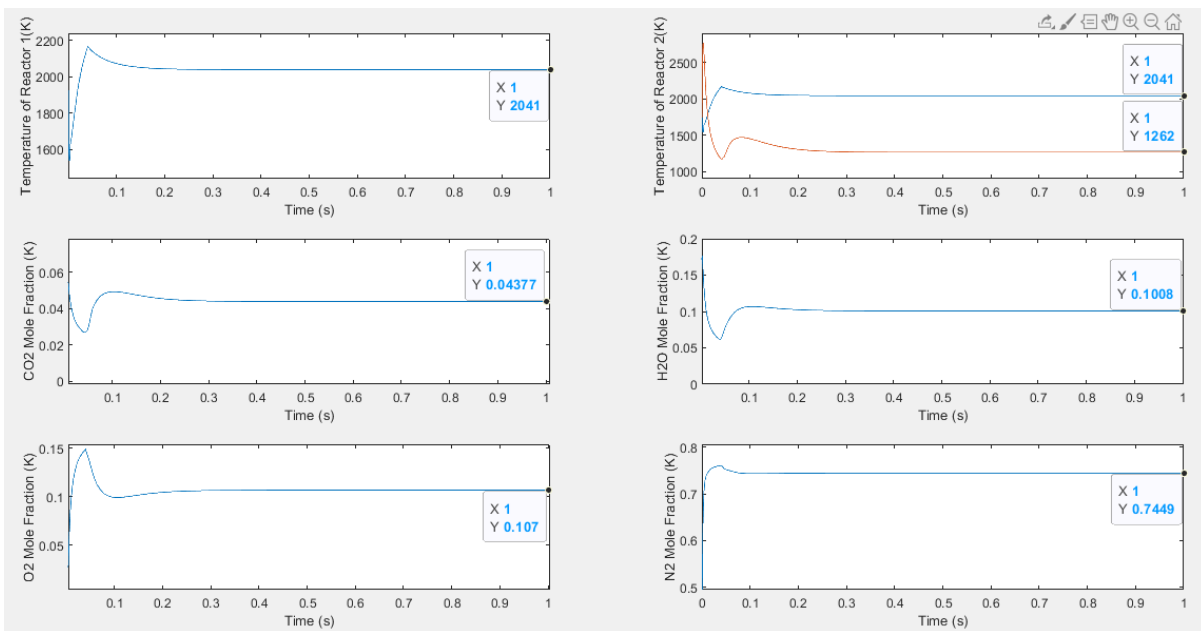 Temperature of Reactor 1(K)
2200
2000
1800
1600
0.1 0.2 0.3 0.4 0.5 0.6 0.7 0.8 0.9 1
Time (s)
X 1
Y 2041
Temperature of Reactor 2(K)
2500
2000
1500
1000
0 0.1 0.2 0.3 0.4 0.5 0.6 0.7 0.8 0.9 1
Time (s)
X 1
Y 2041
X 1
Y 1262
CO2 Mole Fraction (K)
0.06
0.04
0.02
0
0.1 0.2 0.3 0.4 0.5 0.6 0.7 0.8 0.9 1
Time (s)
X 1
Y 0.04377
H2O Mole Fraction (K)
0.2
0.15
0.1
0.05
0
0.1 0.2 0.3 0.4 0.5 0.6 0.7 0.8 0.9 1
Time (s)
X 1
Y 0.1008
O2 Mole Fraction (K)
0.15
0.1
0.05
0.1 0.2 0.3 0.4 0.5 0.6 0.7 0.8 0.9 1
Time (s)
X 1
Y 0.107
N2 Mole Fraction (K)
0.8
0.7
0.6
0.5
0 0.1 0.2 0.3 0.4 0.5 0.6 0.7 0.8 0.9 1
Time (s)
X 1
Y 0.7449